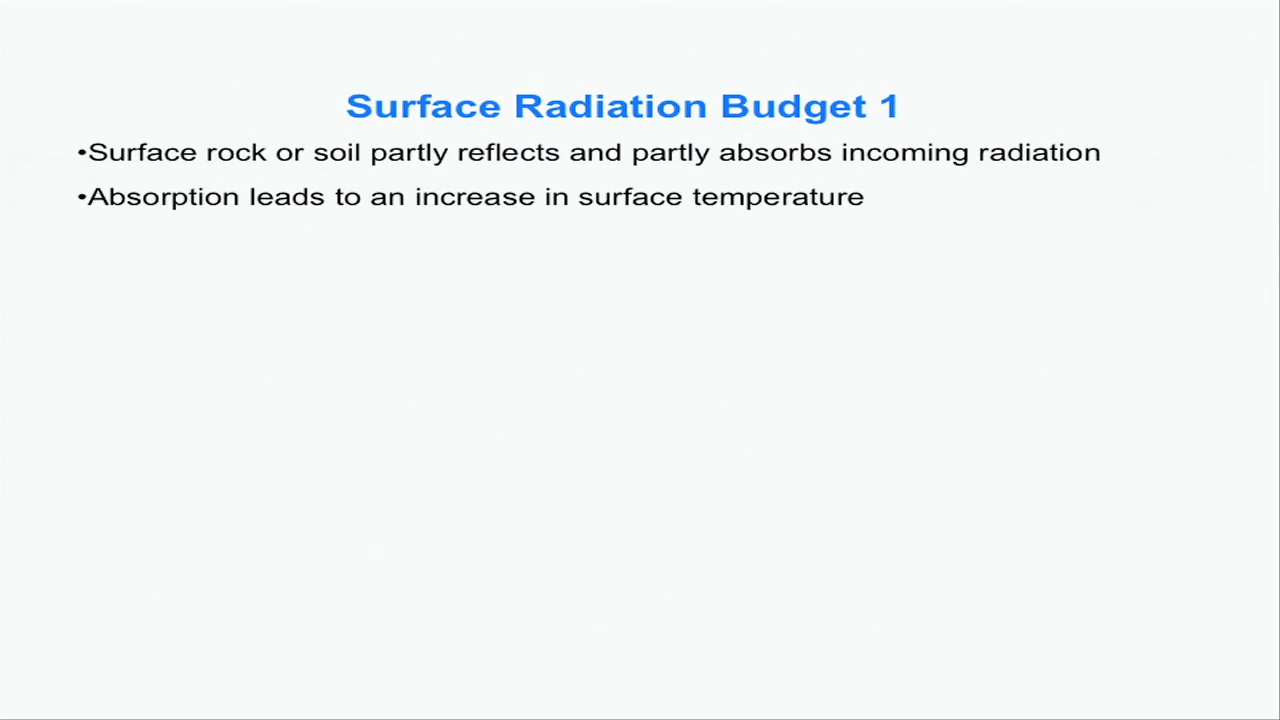 Surface Radiation Budget 1
•Surface rock or soil partly reflects and partly absorbs incoming radiation
•Absorption leads to an increase in surface temperature